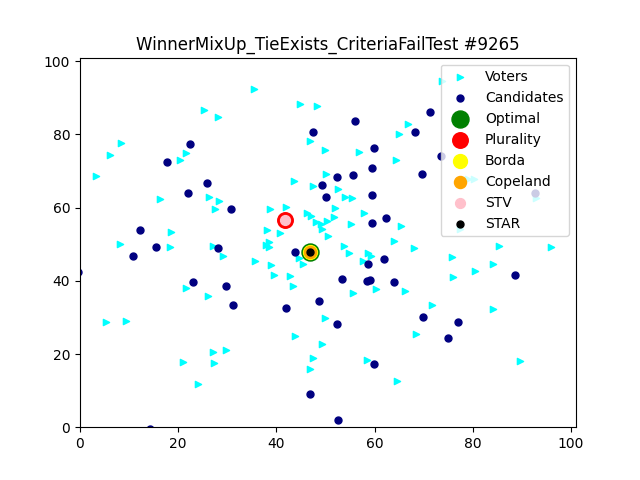 WinnerMixUp_TieExists_CriteriaFailTest #9265
100
80
60
40
20
0
0 20 40 60 80 100
Voters
Candidates
Optimal
Plurality
Borda
Copeland
STV
STAR